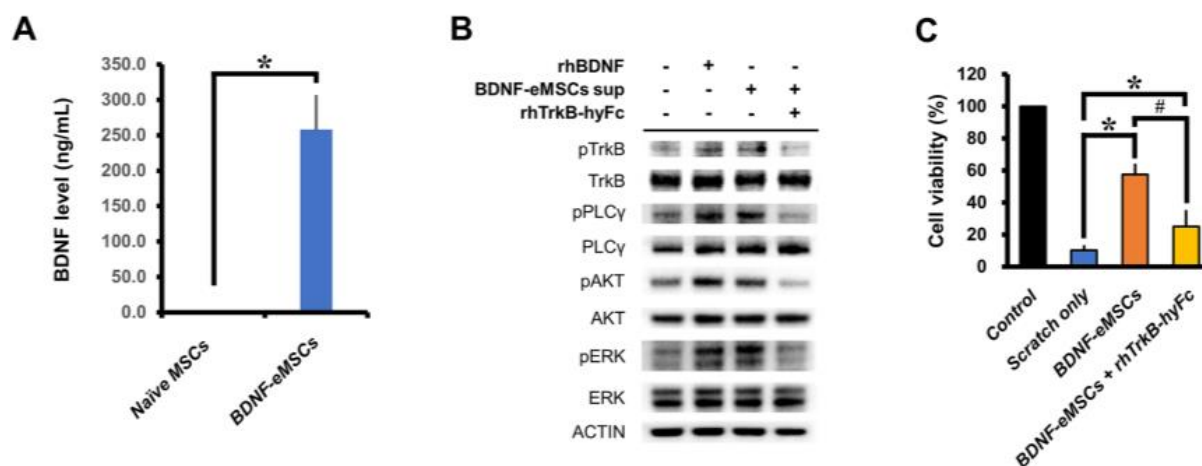 A
BDNF level (ng/mL)
350.0
300.0
250.0
200.0
150.0
100.0
50.0
0.0
*
Naïve MSCs
BDNF-eMSCs
B
rhBDNF - + - -
BDNF-eMSCs sup - - + +
rhTrkB-hyFc - - - +
pTrkB
TrkB
pPLCγ
PLCγ
pAKT
AKT
pERK
ERK
ACTIN
C
Cell viability (%)
120
100
80
60
40
20
0
*
*
#
Control
Scratch only
BDNF-eMSCs
BDNF-eMSCs + rhTrkB-hyFc